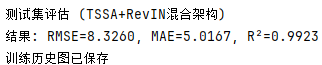 测试集评估 (TSSA+RevIN混合架构)
结果: RMSE=8.3260, MAE=5.0167, R²=0.9923
训练历史图已保存